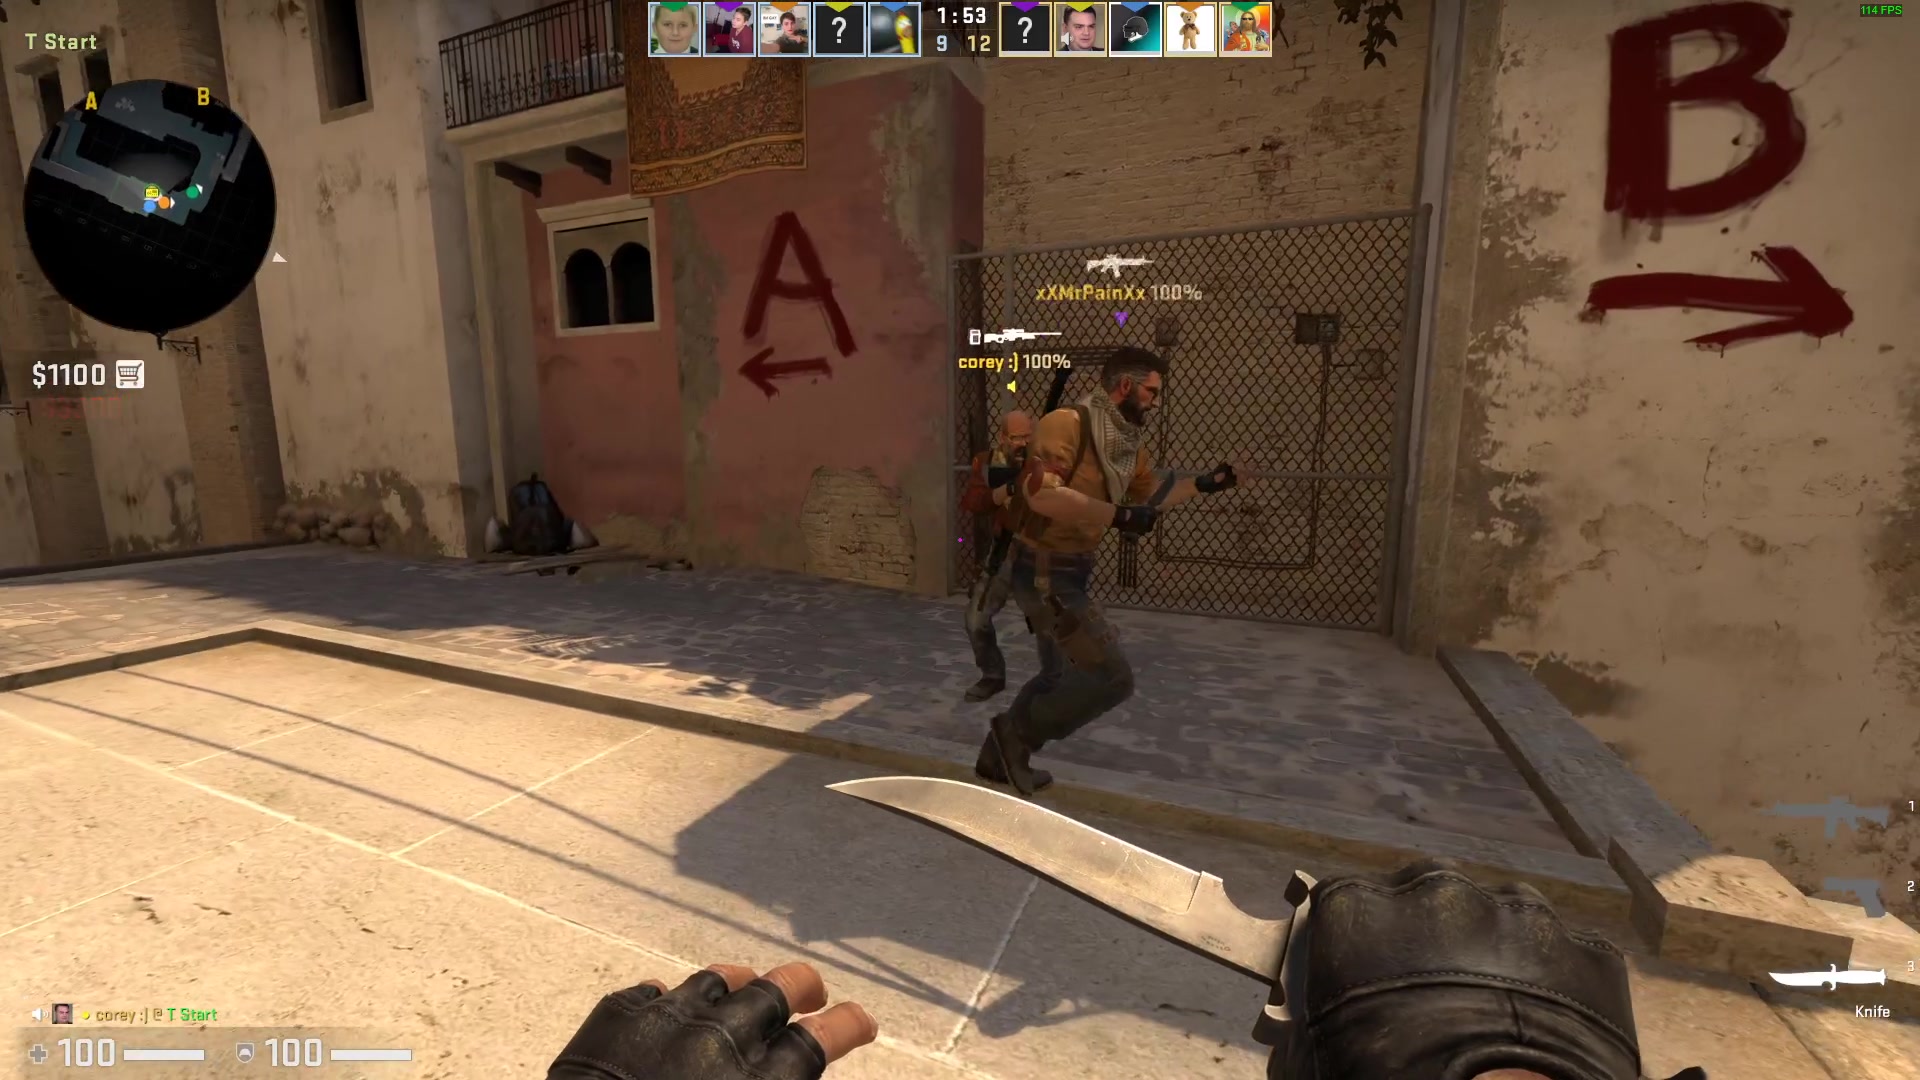 T Start
A B
1:53
9 12
? ?
114 FPS
B
A
xXMrPainXx 100%
corey :) 100%
$1100
1
2
3
Knife
corey :) @ T Start
100 100